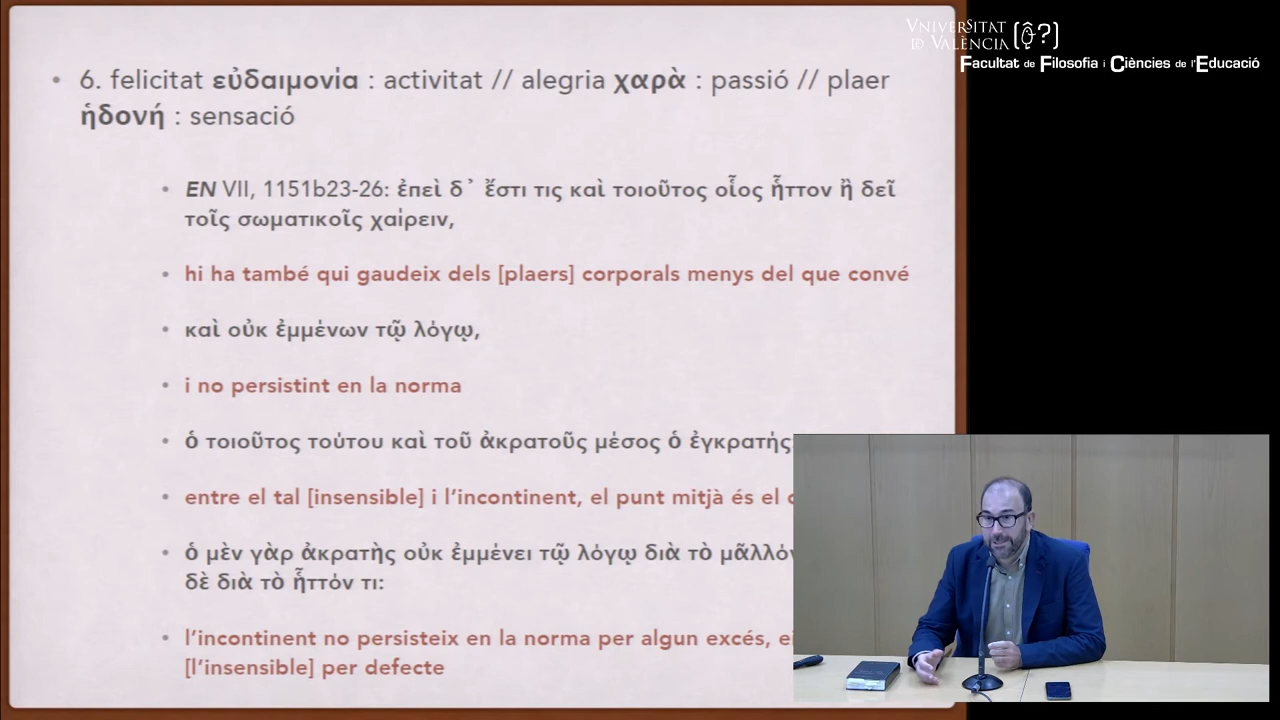 VNIVERSITAT
ID VALÈNCIA
Facultat de Filosofia i Ciències de l'Educació
• 6. felicitat εὐδαιμονία : activitat // alegria χαρὰ : passió // plaer
ἡδονή : sensació
• EN VII, 1151b23-26: ἐπεὶ δ᾽ ἔστι τις καὶ τοιοῦτος οἷος ἧττον ἢ δεῖ
τοῖς σωματικοῖς χαίρειν,
• hi ha també qui gaudeix dels [plaers] corporals menys del que convé
• καὶ οὐκ ἐμμένων τῷ λόγῳ,
• i no persistint en la norma
• ὁ τοιοῦτος τούτου καὶ τοῦ ἀκρατοῦς μέσος ὁ ἐγκρατής
• entre el tal [insensible] i l'incontinent, el punt mitjà és el
• ὁ μὲν γὰρ ἀκρατὴς οὐκ ἐμμένει τῷ λόγῳ διὰ τὸ μᾶλλόν
δὲ διὰ τὸ ἧττόν τι:
• l'incontinent no persisteix en la norma per algun excés,
[l'insensible] per defecte